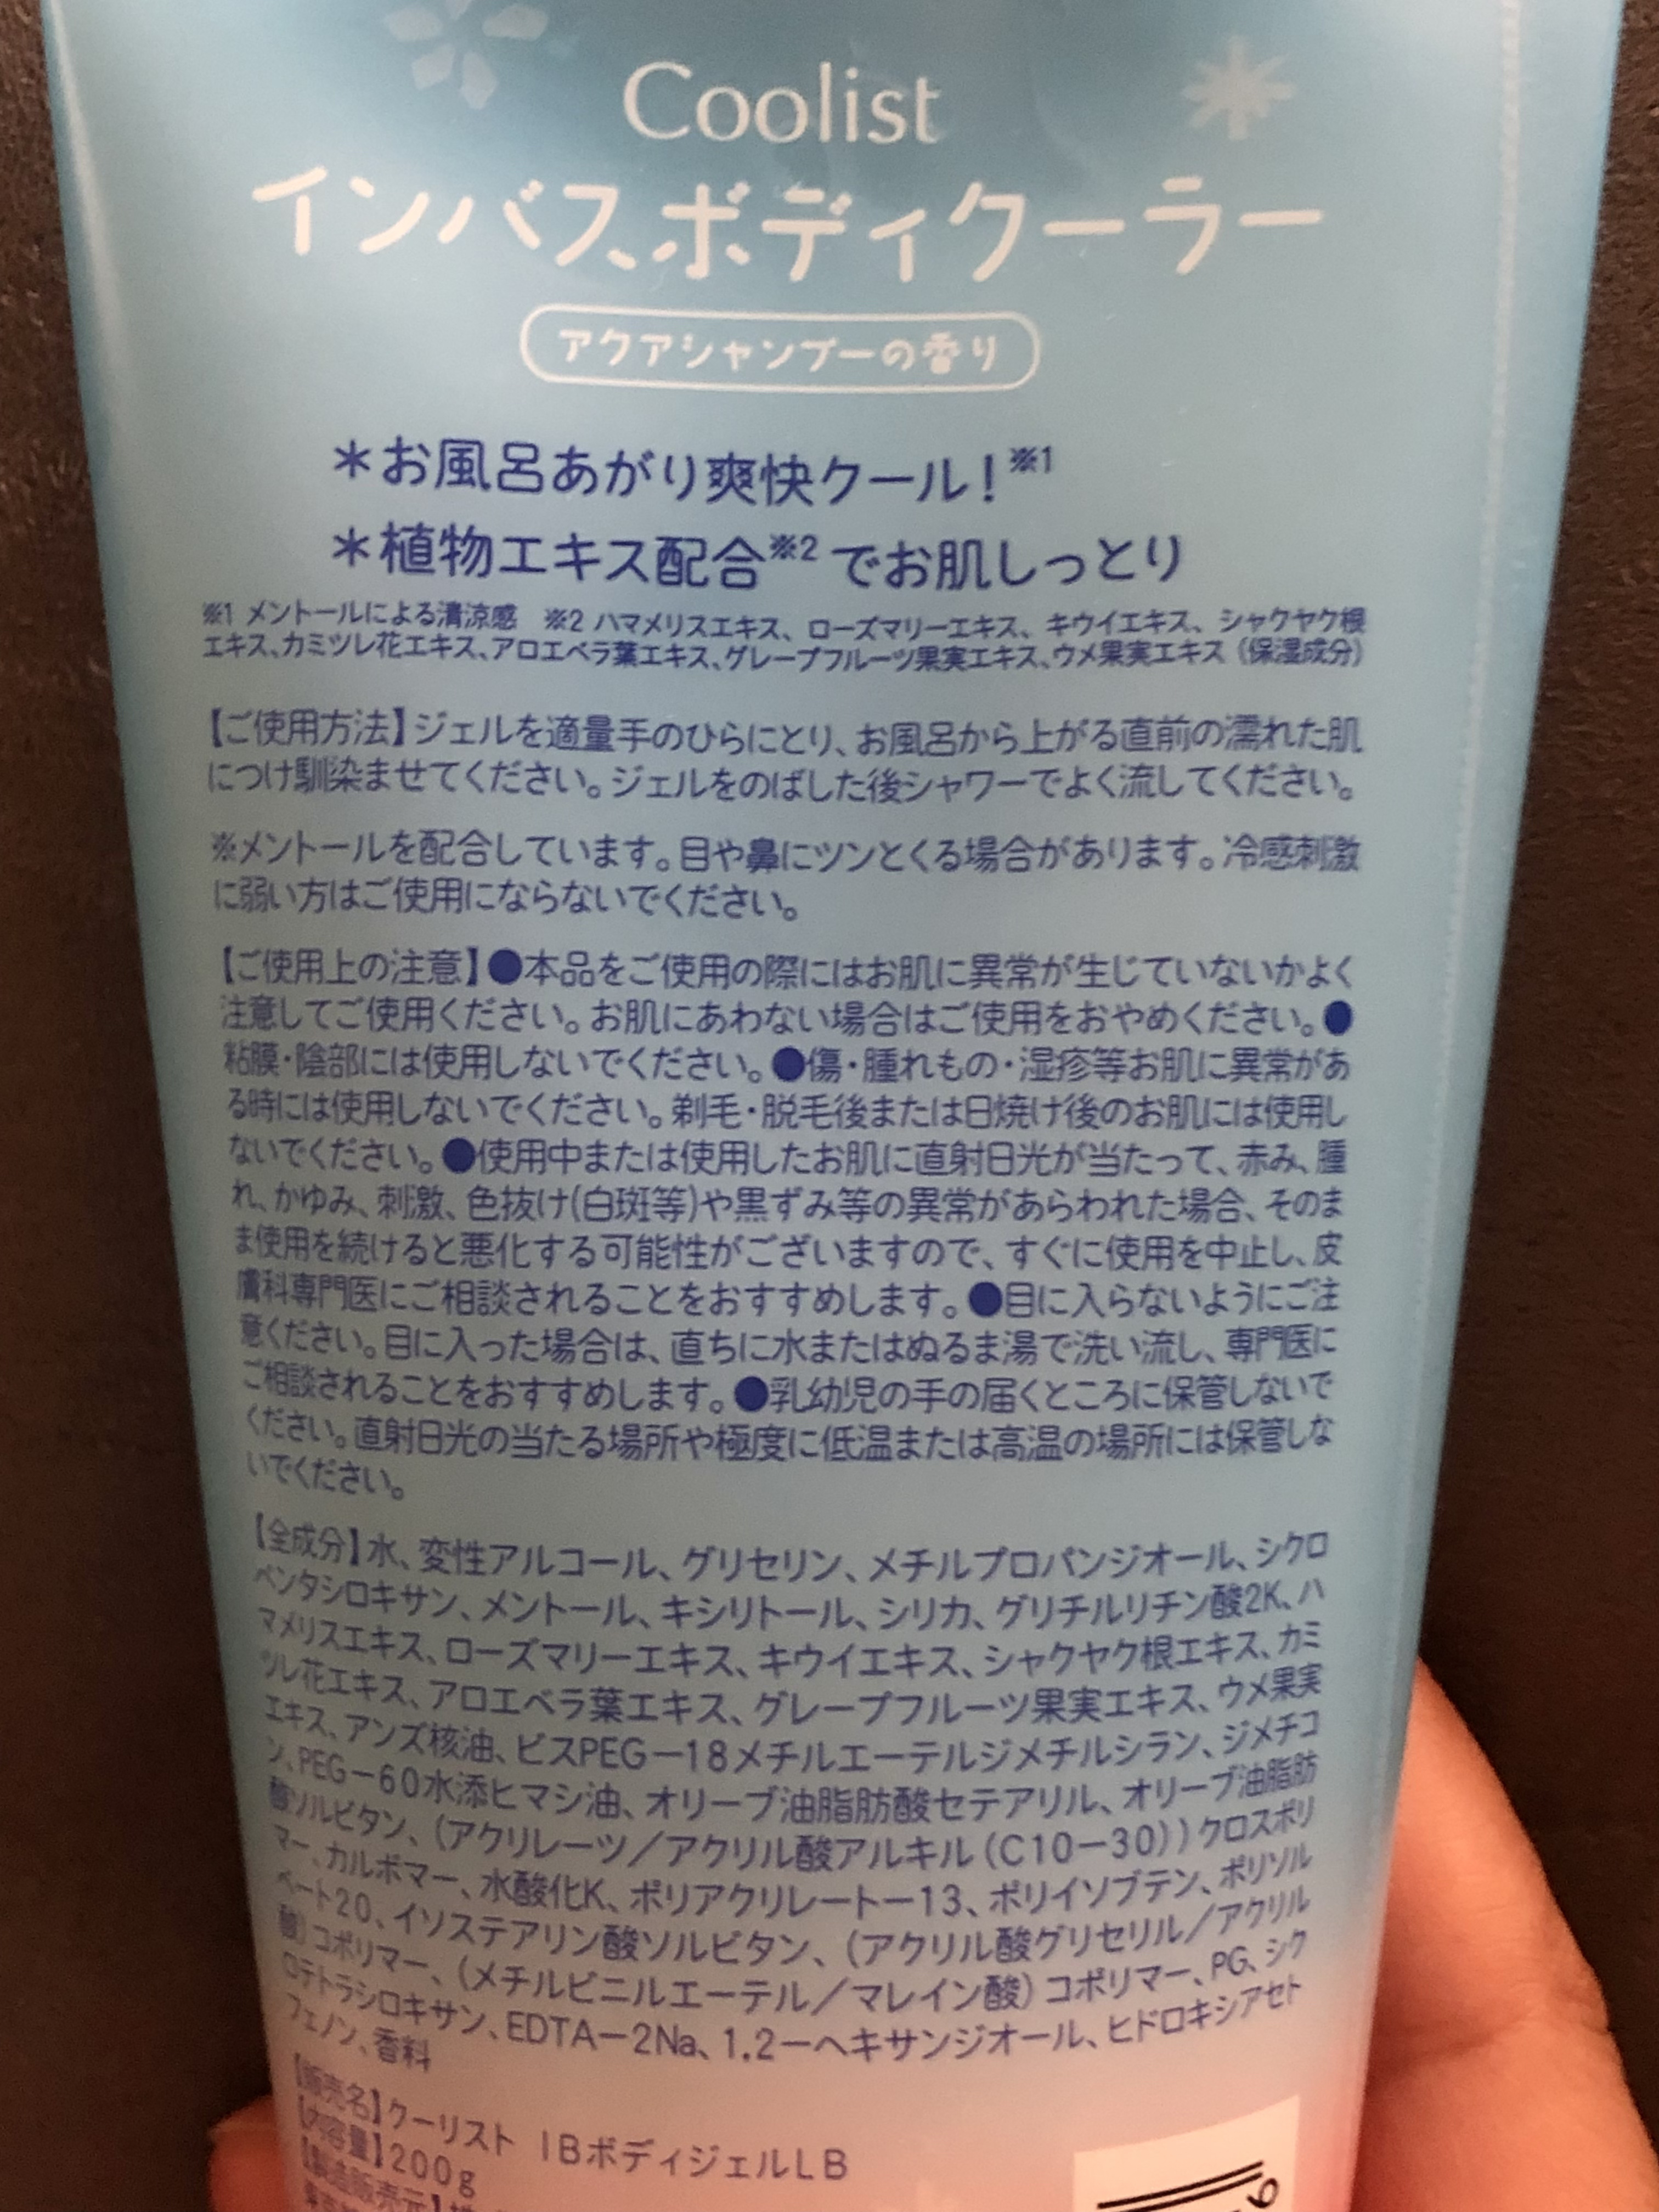 Coolist
インバスボディクーラー
アクアシャンプーの香り
＊お風呂あがり爽快クール！※1
＊植物エキス配合※2 でお肌しっとり
※1 メントールによる清涼感　※2 ハマメリスエキス、ローズマリーエキス、キウイエキス、シャクヤク根
エキス、カミツレ花エキス、アロエベラ葉エキス、グレープフルーツ果実エキス、ウメ果実エキス（保湿成分）
【ご使用方法】ジェルを適量手のひらにとり、お風呂から上がる直前の濡れた肌
につけ馴染ませてください。ジェルをのばした後シャワーでよく流してください。
※メントールを配合しています。目や鼻にツンとくる場合があります。冷感刺激
に弱い方はご使用にならないでください。
【ご使用上の注意】●本品をご使用の際にはお肌に異常が生じていないかよく
注意してご使用ください。お肌にあわない場合はご使用をおやめください。●
粘膜・陰部には使用しないでください。●傷・腫れもの・湿疹等お肌に異常があ
る時には使用しないでください。剃毛・脱毛後または日焼け後のお肌には使用し
ないでください。●使用中または使用したお肌に直射日光が当たって、赤み、腫
れ、かゆみ、刺激、色抜け(白斑等)や黒ずみ等の異常があらわれた場合、そのま
ま使用を続けると悪化する可能性がございますので、すぐに使用を中止し、皮
膚科専門医にご相談されることをおすすめします。●目に入らないようにご注
意ください。目に入った場合は、直ちに水またはぬるま湯で洗い流し、専門医に
ご相談されることをおすすめします。●乳幼児の手の届くところに保管しないで
ください。直射日光の当たる場所や極度に低温または高温の場所には保管しな
いでください。
【全成分】水、変性アルコール、グリセリン、メチルプロパンジオール、シクロ
ペンタシロキサン、メントール、キシリトール、シリカ、グリチルリチン酸2K、ハ
マメリスエキス、ローズマリーエキス、キウイエキス、シャクヤク根エキス、カミ
ツレ花エキス、アロエベラ葉エキス、グレープフルーツ果実エキス、ウメ果実
エキス、アンズ核油、ビスPEG－18メチルエーテルジメチルシラン、ジメチコ
ン、PEG－60水添ヒマシ油、オリーブ油脂肪酸セテアリル、オリーブ油脂肪
酸ソルビタン、（アクリレーツ／アクリル酸アルキル（C10－30））クロスポリ
マー、カルボマー、水酸化K、ポリアクリレート－13、ポリイソブテン、ポリソル
ベート20、イソステアリン酸ソルビタン、（アクリル酸グリセリル／アクリル
酸）コポリマー、（メチルビニルエーテル／マレイン酸）コポリマー、PG、シク
ロテトラシロキサン、EDTA－2Na、1.2－ヘキサンジオール、ヒドロキシアセト
フェノン、香料
【販売名】クーリスト IBボディジェルLB
【内容量】200g
【製造販売元】